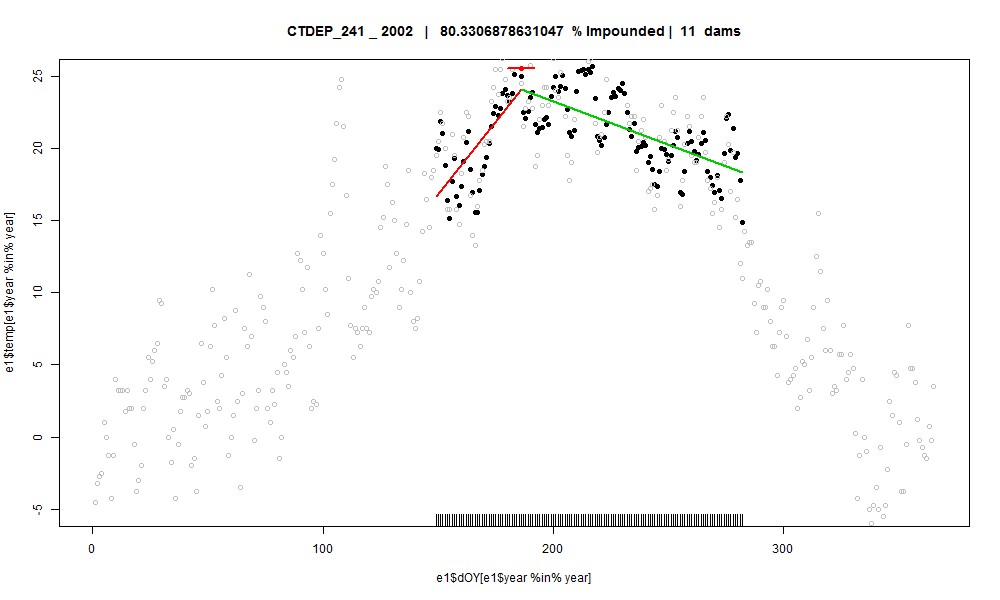 CTDEP_241 _ 2002 | 80.3306878631047 % Impounded | 11 dams
25
20
15
10
5
0
-5
e1$temp[e1$year %in% year]
0 100 200 300
e1$dOY[e1$year %in% year]